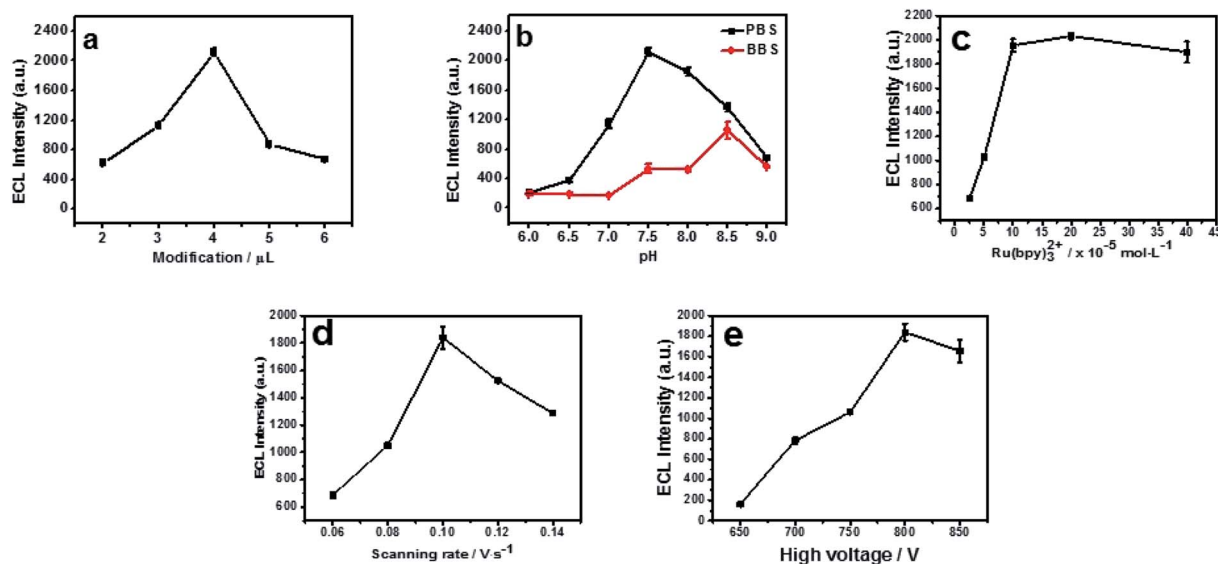 a
2400
2000
1600
1200
800
400
0
ECL Intensity (a.u.)
2 3 4 5 6
Modification / μL
b
PBS
BBS
2400
2000
1600
1200
800
400
0
ECL Intensity (a.u.)
6.0 6.5 7.0 7.5 8.0 8.5 9.0
pH
c
2200
2000
1800
1600
1400
1200
1000
800
600
ECL Intensity (a.u.)
0 5 10 15 20 25 30 35 40 45
Ru(bpy)₃²⁺ / x 10⁻⁵ mol·L⁻¹
d
2000
1800
1600
1400
1200
1000
800
600
ECL Intensity (a.u.)
0.06 0.08 0.10 0.12 0.14
Scanning rate / V·s⁻¹
e
2000
1800
1600
1400
1200
1000
800
600
400
200
0
ECL Intensity (a.u.)
650 700 750 800 850
High voltage / V